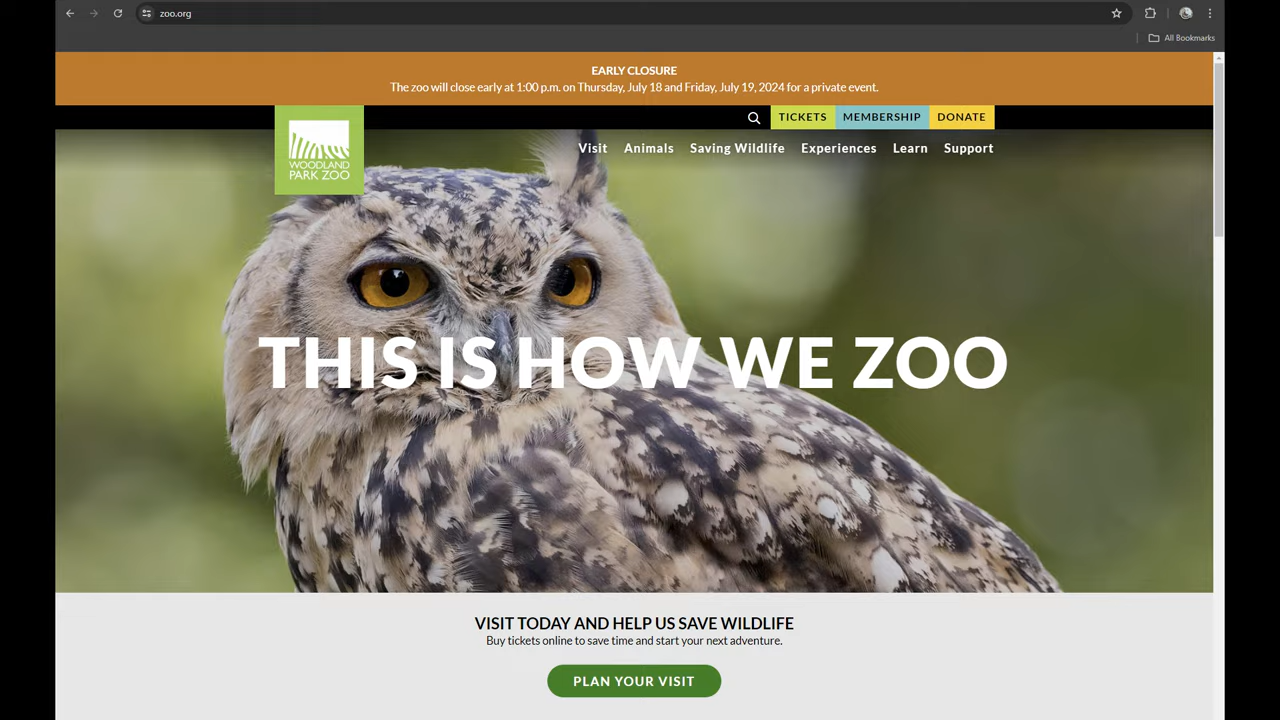 zoo.org
All Bookmarks
EARLY CLOSURE
The zoo will close early at 1:00 p.m. on Thursday, July 18 and Friday, July 19, 2024 for a private event.
TICKETS MEMBERSHIP DONATE
WOODLAND
PARK ZOO
Visit Animals Saving Wildlife Experiences Learn Support
THIS IS HOW WE ZOO
VISIT TODAY AND HELP US SAVE WILDLIFE
Buy tickets online to save time and start your next adventure.
PLAN YOUR VISIT